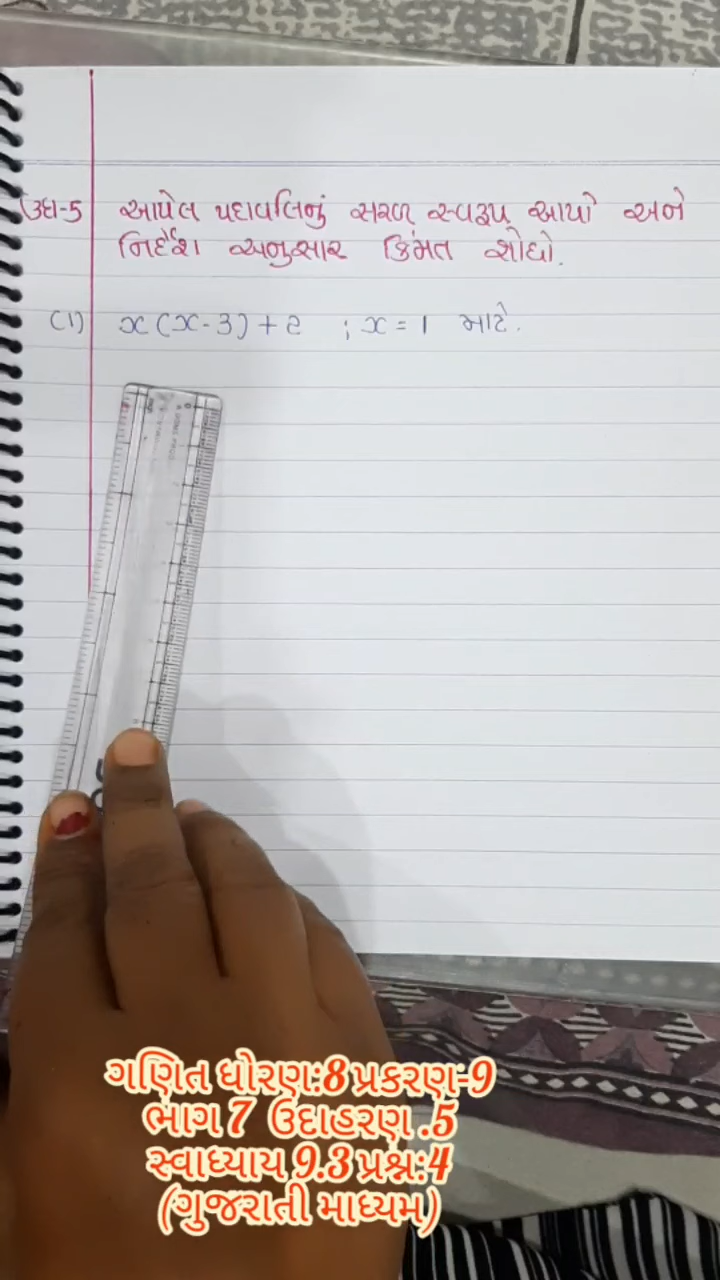 ઉદા-5 આપેલ પદાવલિનું સરળ સ્વરૂપ આપો અને
નિર્દેશ અનુસાર કિંમત શોધો.
(1) x(x-3)+૨ ; x=1 માટે.
ગણિત ધોરણ:8 પ્રકરણ-9
ભાગ 7 ઉદાહરણ .5
સ્વાધ્યાય 9.3 પ્રશ્ન:4
(ગુજરાતી માધ્યમ)